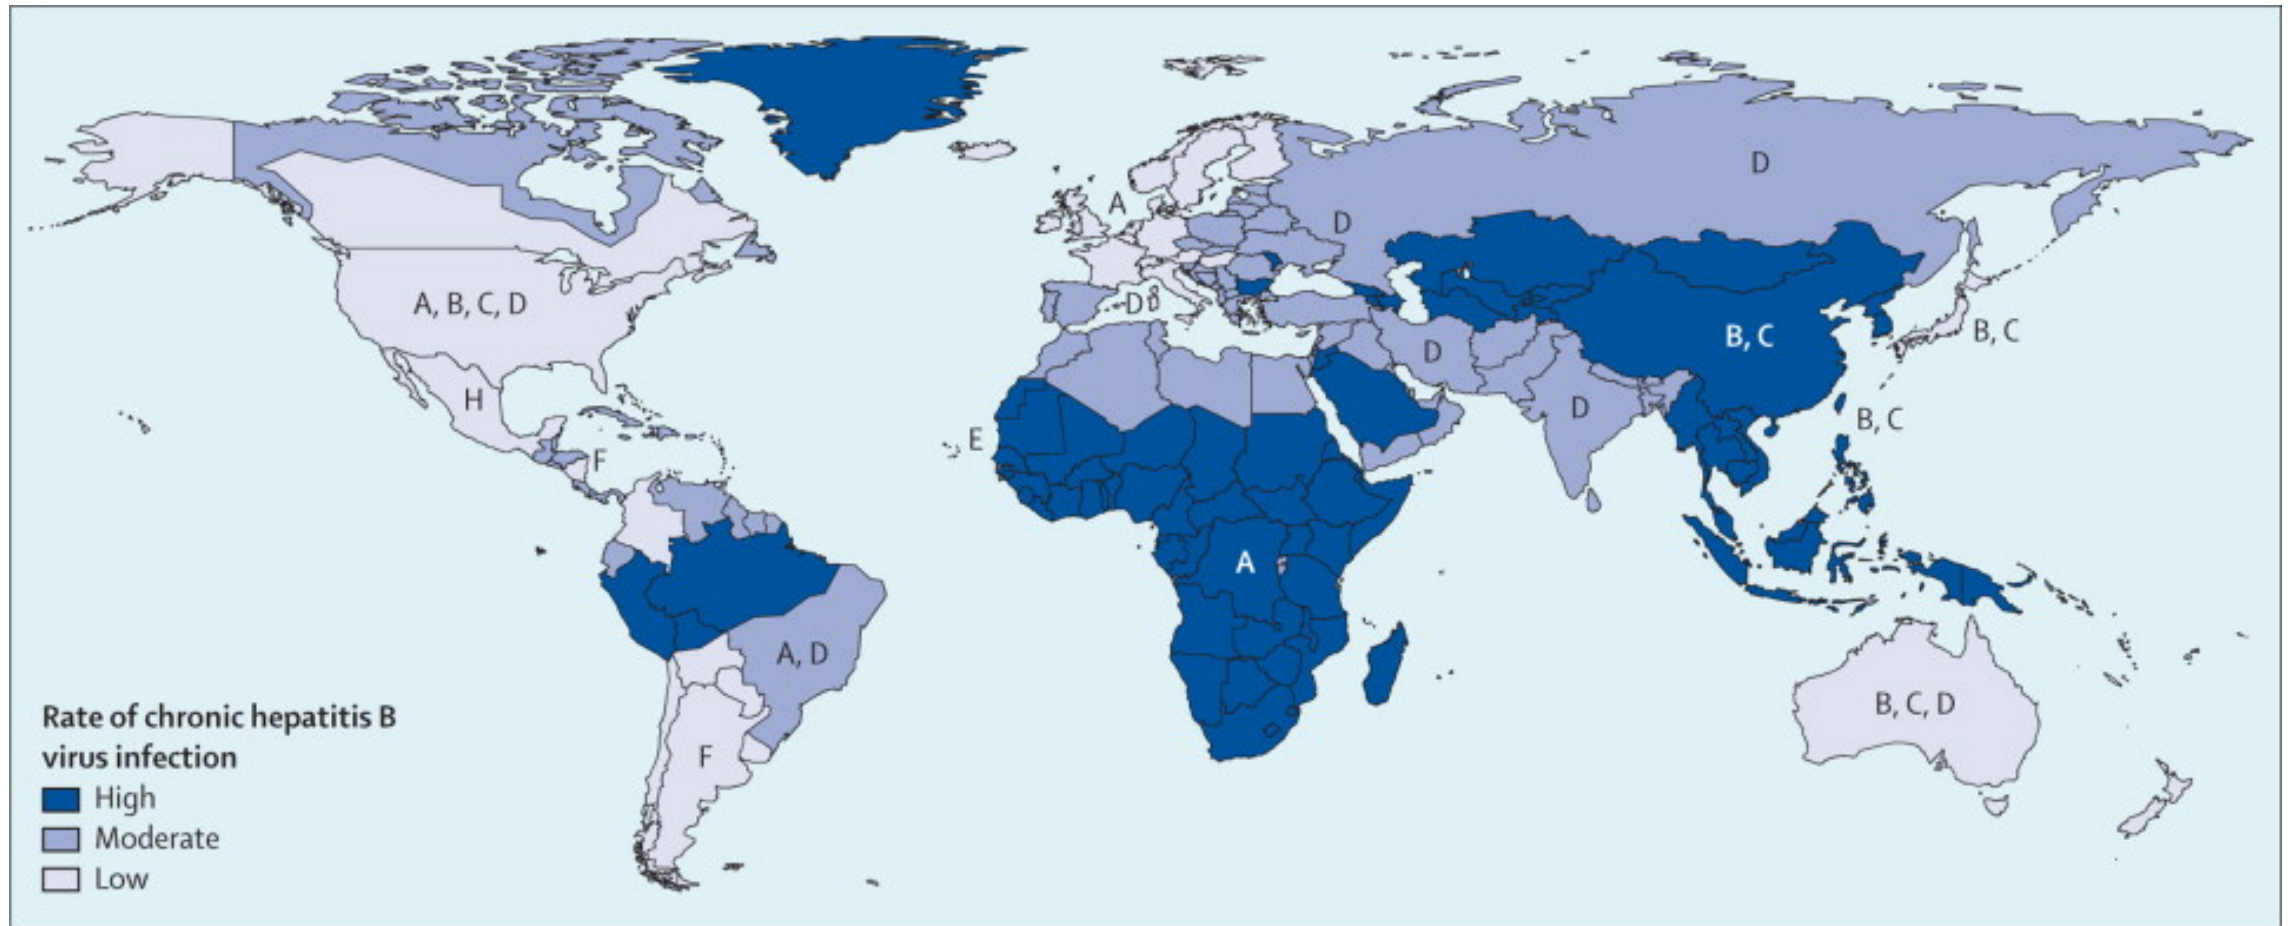 D
D
A
A, B, C, D
D
B, C
B, C
D
D
H
B, C
E
F
A
A, D
B, C, D
F
Rate of chronic hepatitis B
virus infection
High
Moderate
Low